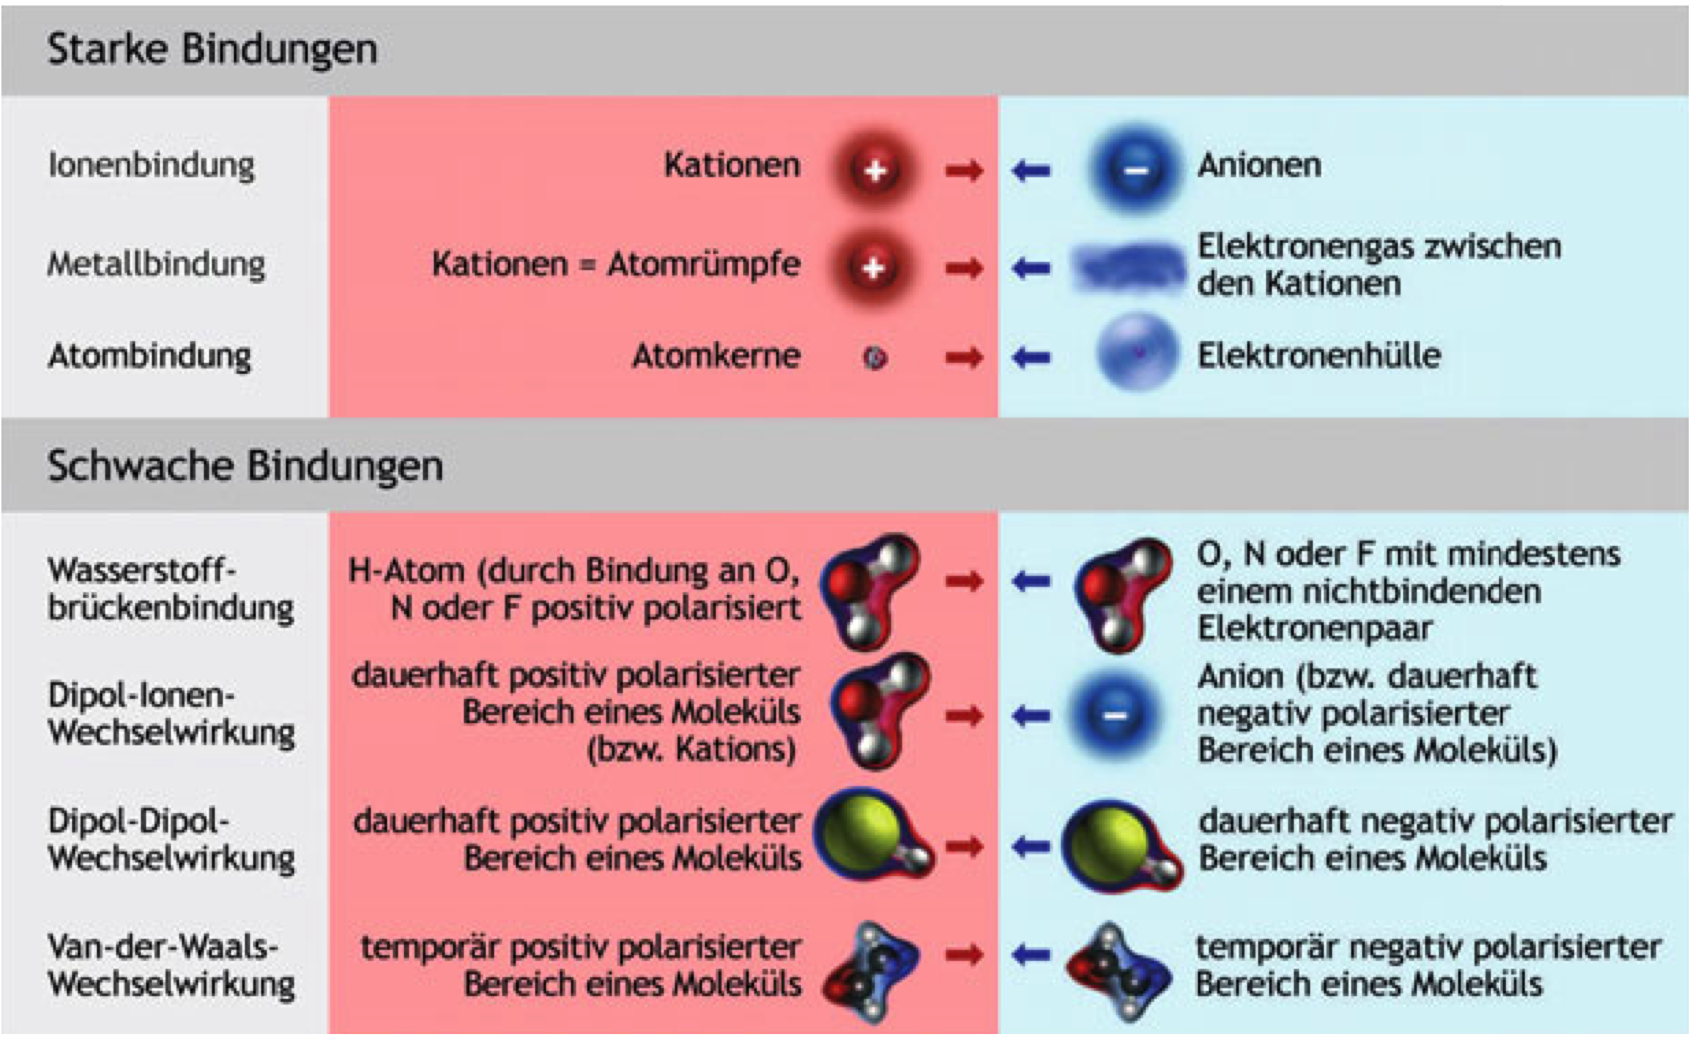 Starke Bindungen
Ionenbindung
Kationen
+
−
Anionen
Metallbindung
Kationen = Atomrümpfe
+
Elektronengas zwischen
den Kationen
Atombindung
Atomkerne
Elektronenhülle
Schwache Bindungen
Wasserstoff-
brückenbindung
H-Atom (durch Bindung an O,
N oder F positiv polarisiert
O, N oder F mit mindestens
einem nichtbindenden
Elektronenpaar
Dipol-Ionen-
Wechselwirkung
dauerhaft positiv polarisierter
Bereich eines Moleküls
(bzw. Kations)
−
Anion (bzw. dauerhaft
negativ polarisierter
Bereich eines Moleküls)
Dipol-Dipol-
Wechselwirkung
dauerhaft positiv polarisierter
Bereich eines Moleküls
dauerhaft negativ polarisierter
Bereich eines Moleküls
Van-der-Waals-
Wechselwirkung
temporär positiv polarisierter
Bereich eines Moleküls
temporär negativ polarisierter
Bereich eines Moleküls